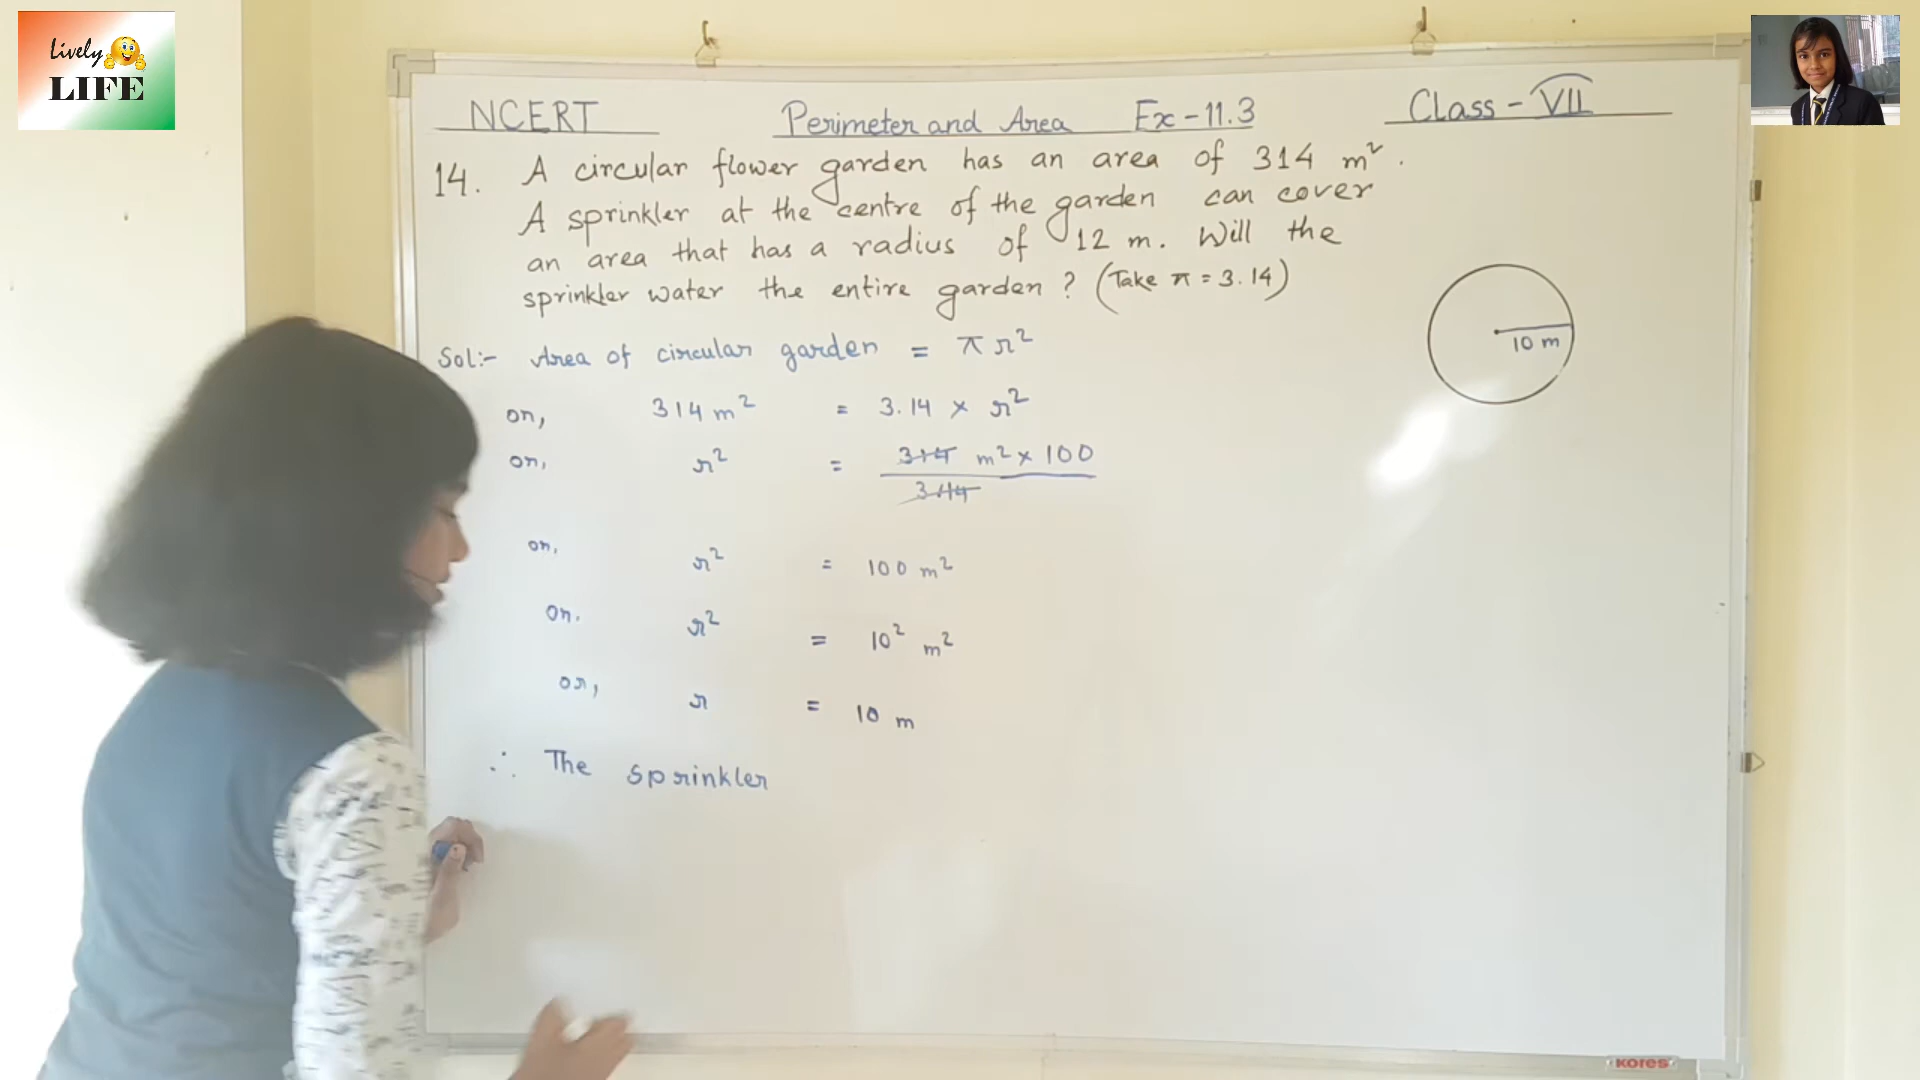 Lively
LIFE
NCERT Perimeter and Area Ex-11.3 Class - VII
14. A circular flower garden has an area of 314 m².
A sprinkler at the centre of the garden can cover
an area that has a radius of 12 m. Will the
sprinkler water the entire garden? (Take π = 3.14)
10 m
Sol:- Area of circular garden = πr²
or, 314 m² = 3.14 × r²
or, r² = 314 m² × 100
314
or, r² = 100 m²
or, r² = 10² m²
or, r = 10 m
∴ The sprinkler
kores